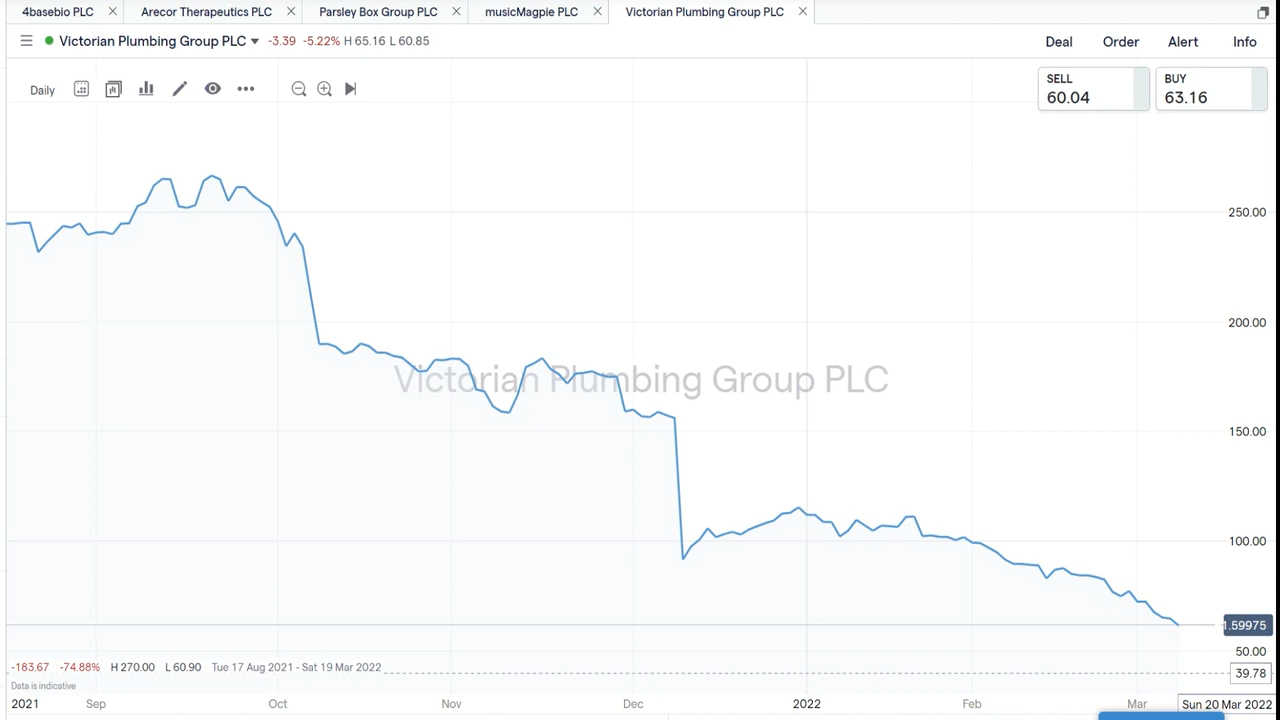 4basebio PLC
Arecor Therapeutics PLC
Parsley Box Group PLC
musicMagpie PLC
Victorian Plumbing Group PLC
Victorian Plumbing Group PLC -3.39 -5.22% H 65.16 L 60.85
Deal Order Alert Info
Daily
SELL
60.04
BUY
63.16
250.00
200.00
Victorian Plumbing Group PLC
150.00
100.00
1.59975
50.00
39.78
-183.67 -74.88% H 270.00 L 60.90 Tue 17 Aug 2021 - Sat 19 Mar 2022
Data is indicative
2021 Sep Oct Nov Dec 2022 Feb Mar Sun 20 Mar 2022